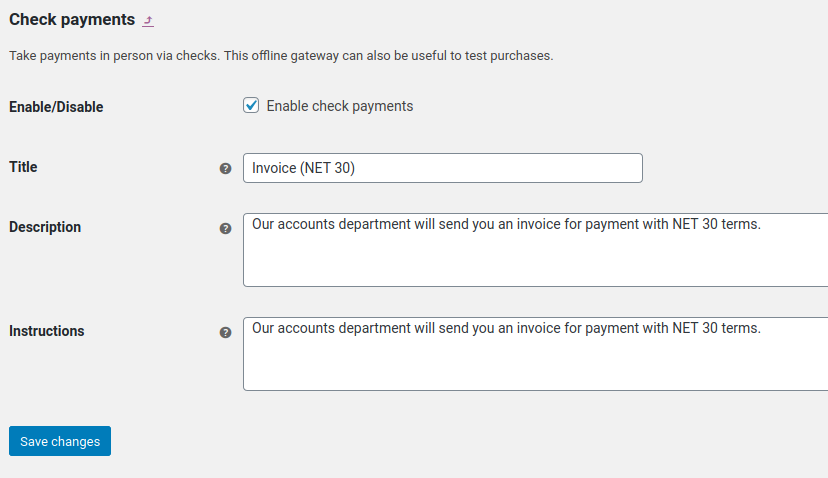 Check payments
Take payments in person via checks. This offline gateway can also be useful to test purchases.
Enable/Disable
Enable check payments
Title
Invoice (NET 30)
Description
Our accounts department will send you an invoice for payment with NET 30 terms.
Instructions
Our accounts department will send you an invoice for payment with NET 30 terms.
Save changes